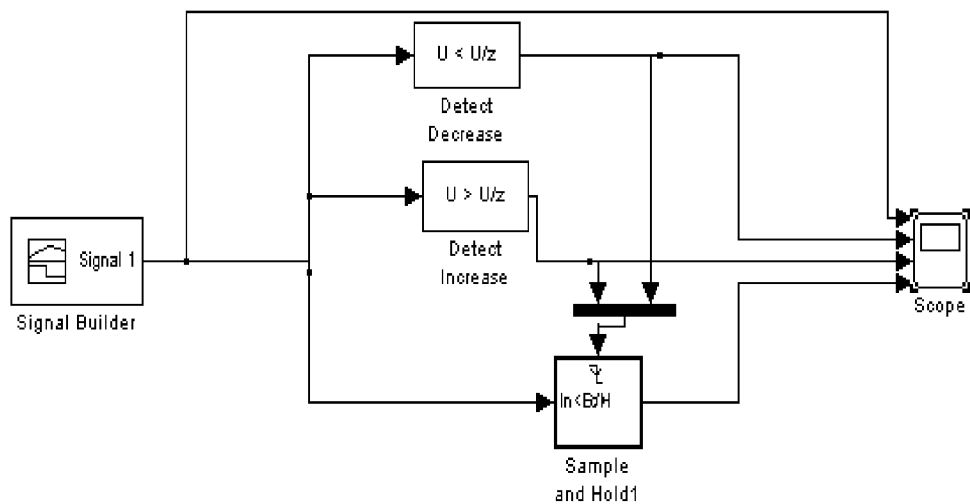 U < U/z
Detect
Decrease
U > U/z
Detect
Increase
Signal 1
Signal Builder
Scope
In
Sample
and Hold1